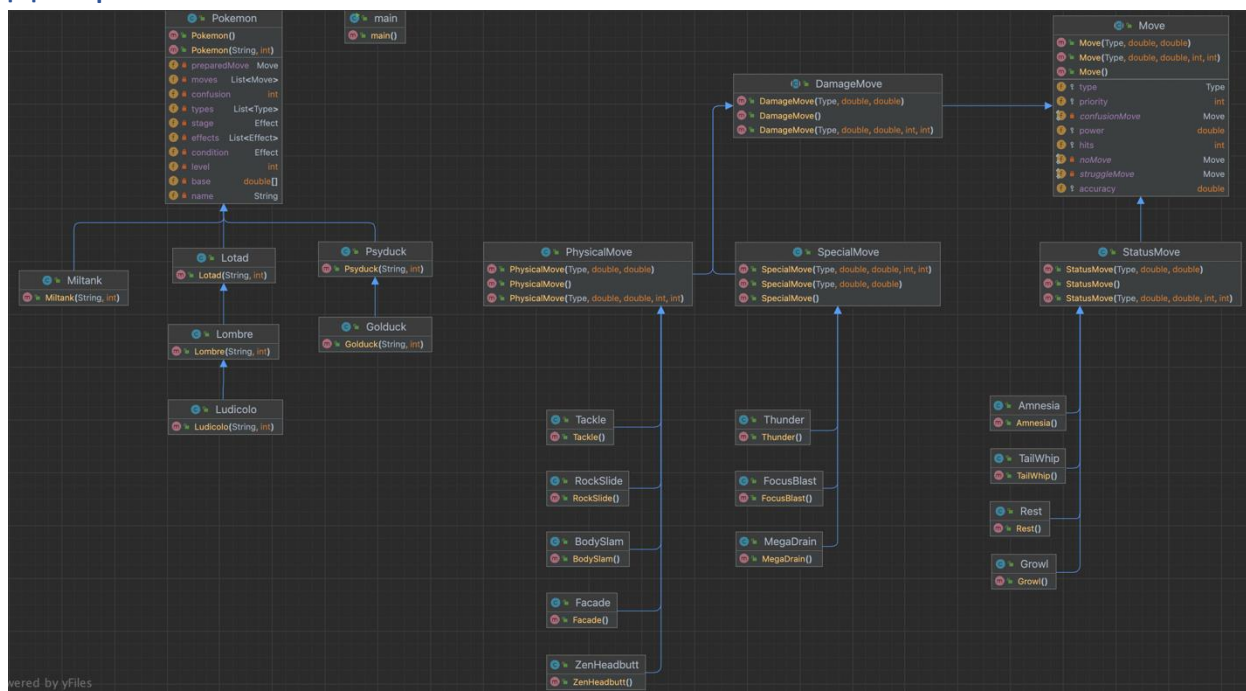 Pokemon
Pokemon()
Pokemon(String, int)
preparedMove Move
moves List<Move>
confusion int
types List<Type>
stage Effect
effects List<Effect>
condition Effect
level int
base double[]
name String
main
main()
Move
Move(Type, double, double)
Move(Type, double, double, int, int)
Move()
type Type
priority int
confusionMove Move
power double
hits int
noMove Move
struggleMove Move
accuracy double
DamageMove
DamageMove(Type, double, double)
DamageMove()
DamageMove(Type, double, double, int, int)
Miltank
Miltank(String, int)
Lotad
Lotad(String, int)
Psyduck
Psyduck(String, int)
PhysicalMove
PhysicalMove(Type, double, double)
PhysicalMove()
PhysicalMove(Type, double, double, int, int)
SpecialMove
SpecialMove(Type, double, double, int, int)
SpecialMove(Type, double, double)
SpecialMove()
StatusMove
StatusMove(Type, double, double)
StatusMove()
StatusMove(Type, double, double, int, int)
Lombre
Lombre(String, int)
Golduck
Golduck(String, int)
Ludicolo
Ludicolo(String, int)
Tackle
Tackle()
RockSlide
RockSlide()
BodySlam
BodySlam()
Facade
Facade()
ZenHeadbutt
ZenHeadbutt()
Thunder
Thunder()
FocusBlast
FocusBlast()
MegaDrain
MegaDrain()
Amnesia
Amnesia()
TailWhip
TailWhip()
Rest
Rest()
Growl
Growl()
wered by yFiles